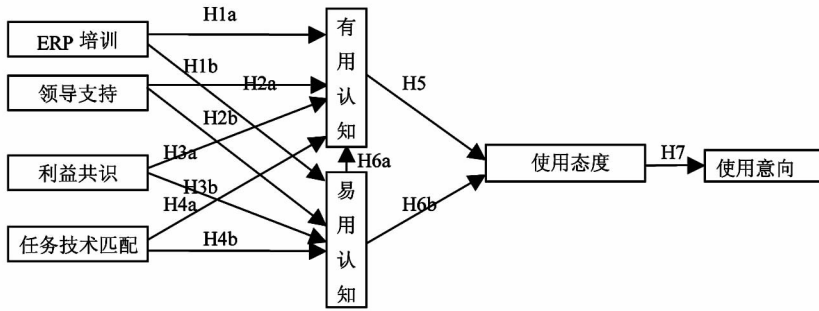 ERP 培训
领导支持
利益共识
任务技术匹配
H1a
H1b
H2a
H2b
H3a
H3b
H4a
H4b
有用认知
易用认知
H6a
H5
H6b
使用态度
H7
使用意向